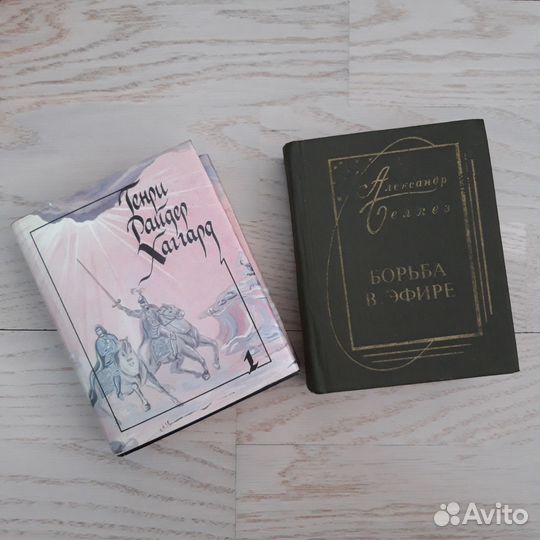 Генри
Райдер
Хаггард
1
Александр
Беляев
БОРЬБА
В ЭФИРЕ
Avito